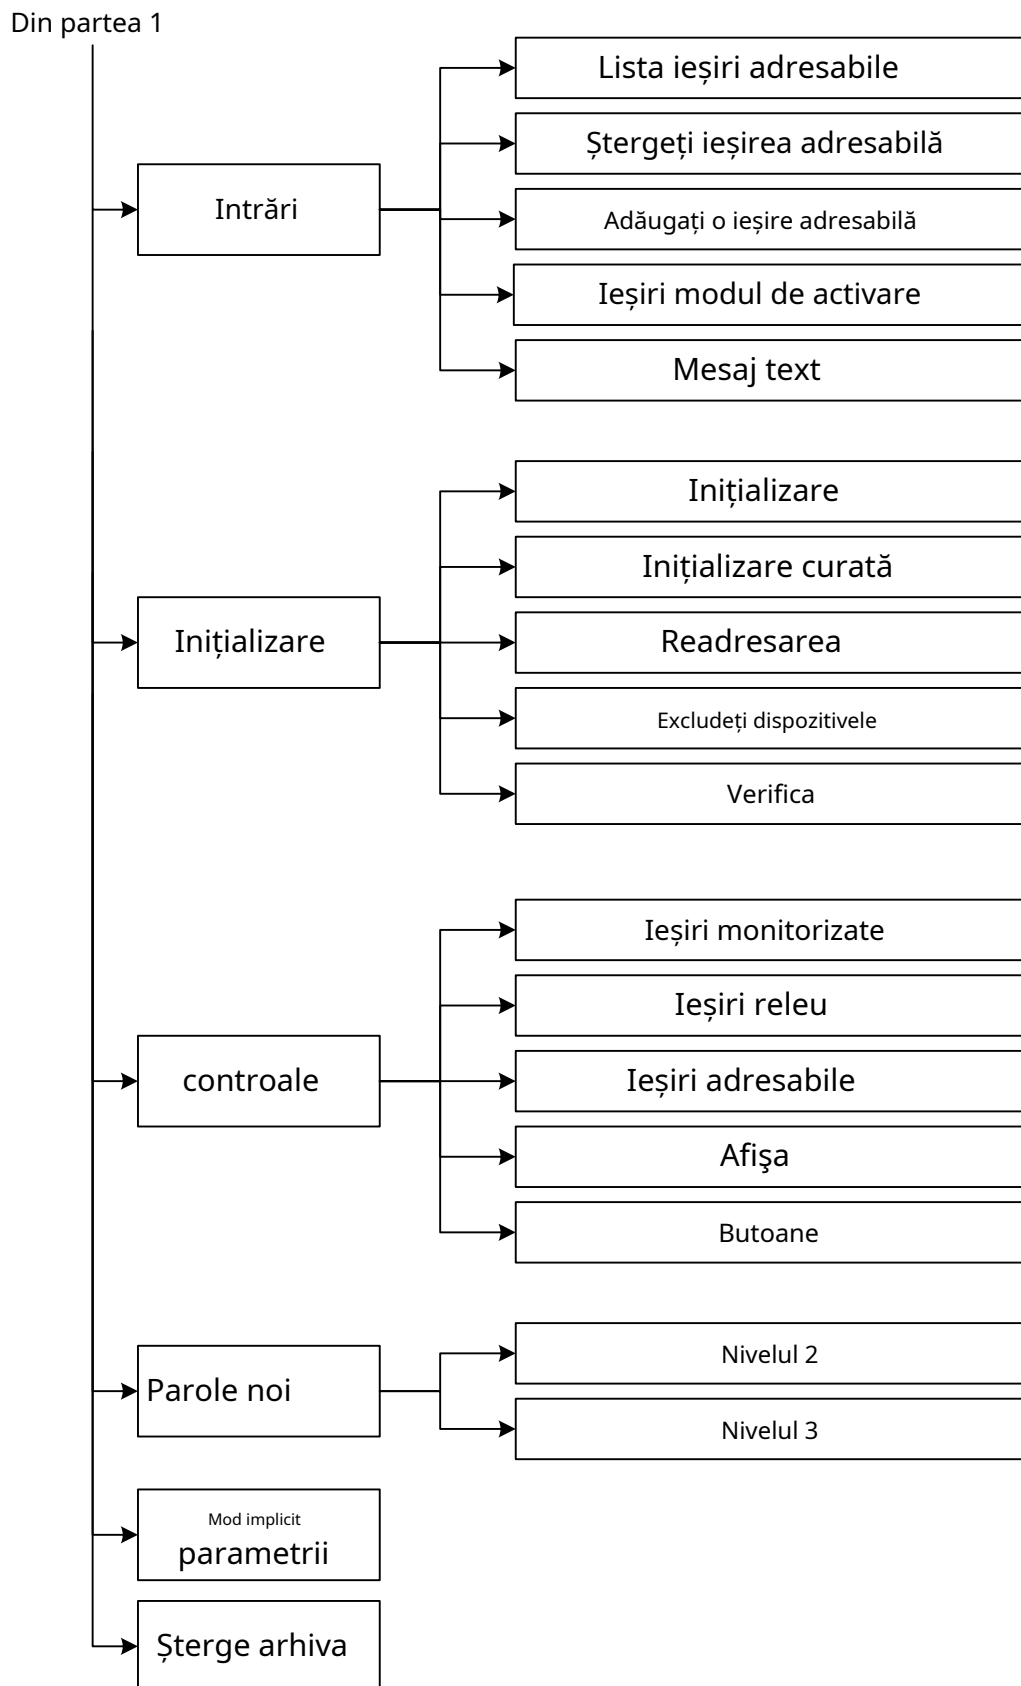 Din partea 1
Intrări
Lista ieșiri adresabile
Ștergeți ieșirea adresabilă
Adăugați o ieșire adresabilă
Ieșiri modul de activare
Mesaj text
Inițializare
Inițializare
Inițializare curată
Readresarea
Excludeți dispozitivele
Verifica
controale
Ieșiri monitorizate
Ieșiri releu
Ieșiri adresabile
Afişa
Butoane
Parole noi
Nivelul 2
Nivelul 3
Mod implicit
parametrii
Șterge arhiva